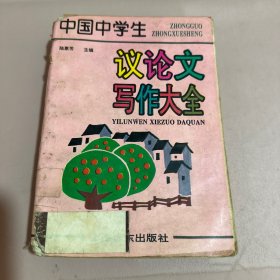 中国中学生
ZHONGGUO
ZHONGXUESHENG
陆惠芳 主编
议论文
写作大全
YILUNWEN XIEZUO DAQUAN
东出版社